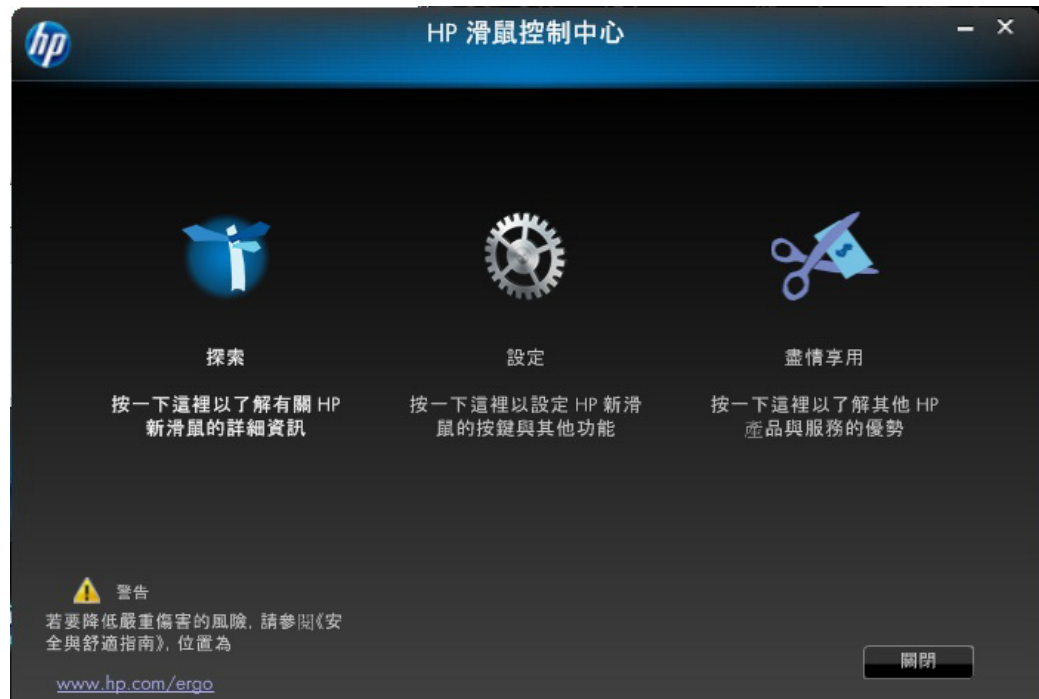 hp
HP 滑鼠控制中心
探索
按一下這裡以了解有關 HP
新滑鼠的詳細資訊
設定
按一下這裡以設定 HP 新滑
鼠的按鍵與其他功能
盡情享用
按一下這裡以了解其他 HP
產品與服務的優勢
警告
若要降低嚴重傷害的風險, 請參閱《安
全與舒適指南》, 位置為
www.hp.com/ergo
關閉